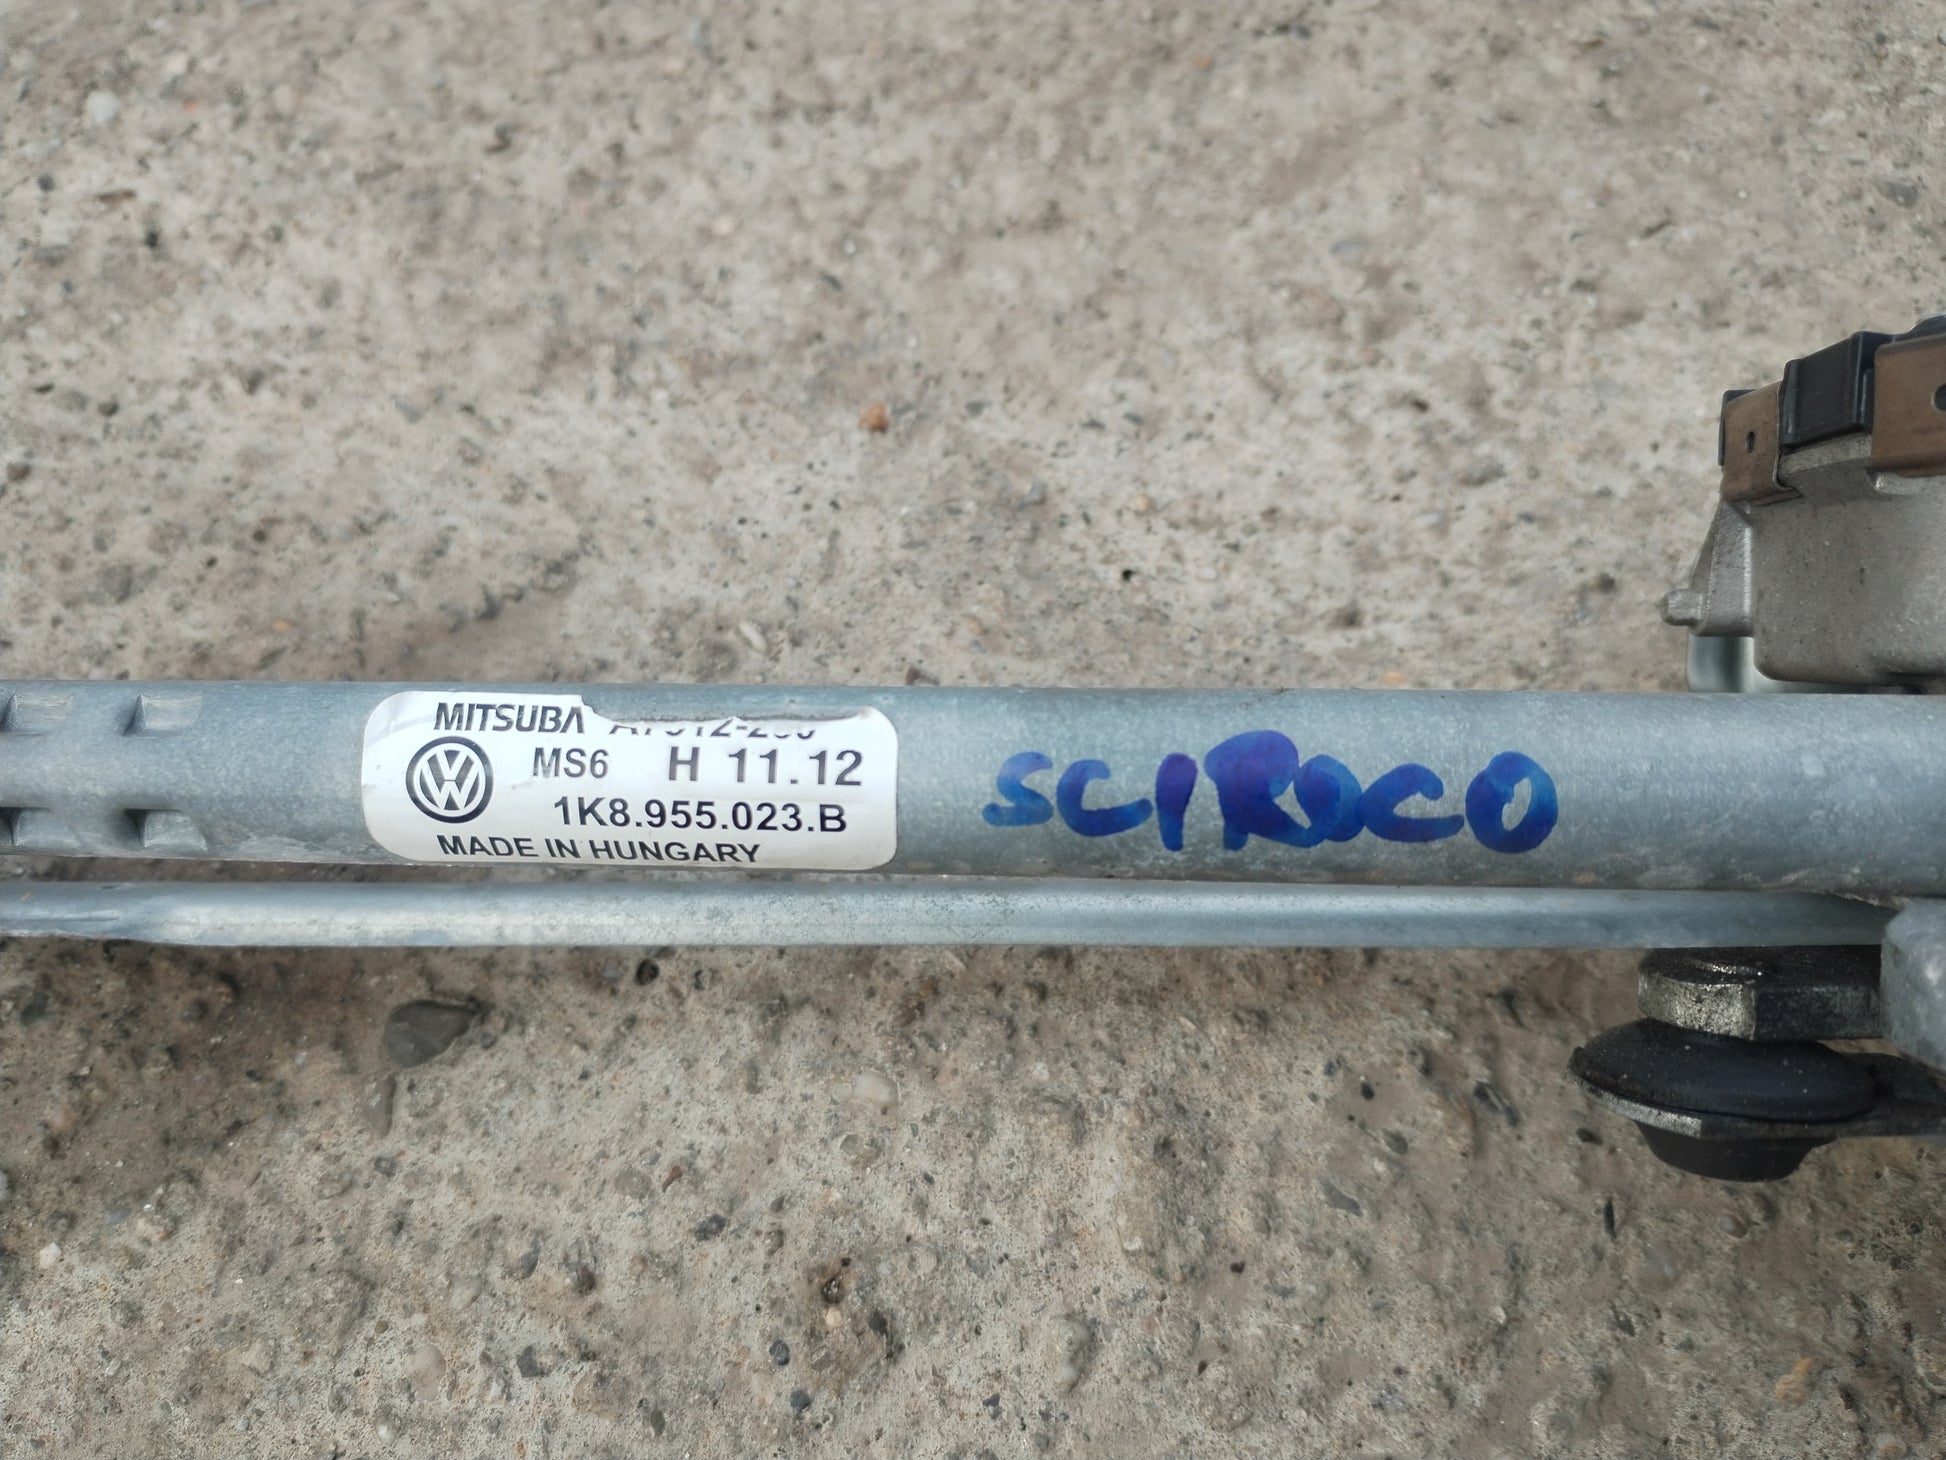 MITSUBA
MS6 H 11.12
1K8.955.023.B
MADE IN HUNGARY
SCIROCO